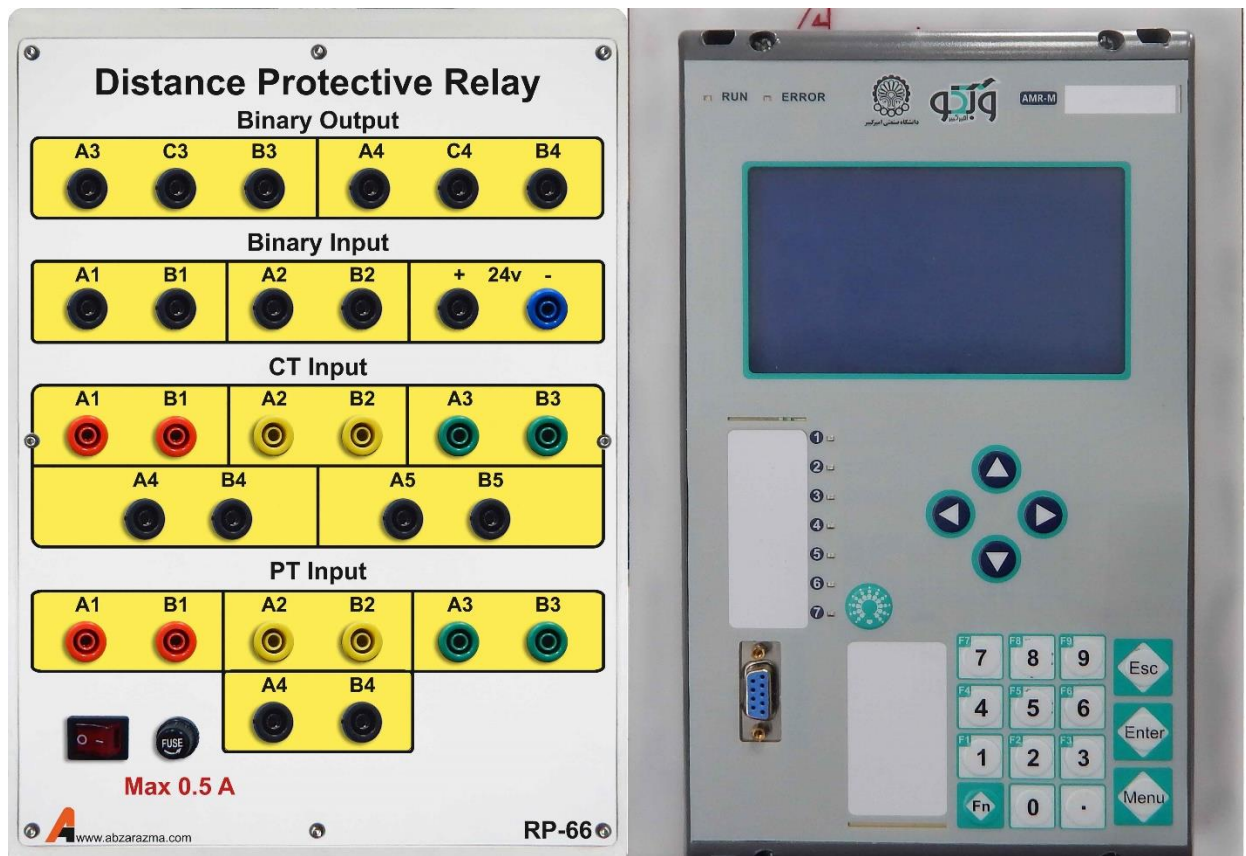 Distance Protective Relay
Binary Output
A3 C3 B3 A4 C4 B4
Binary Input
A1 B1 A2 B2 + 24v -
CT Input
A1 B1 A2 B2 A3 B3
A4 B4 A5 B5
PT Input
A1 B1 A2 B2 A3 B3
A4 B4
FUSE
Max 0.5 A
www.abzarazma.com
RP-66
RUN ERROR
دانشگاه صنعتی امیرکبیر
AMR-M
1
2
3
4
5
6
7
F7 7 F8 8 F9 9 Esc
F4 4 F5 5 F6 6
Enter
F1 1 F2 2 F3 3
Fn 0 . Menu